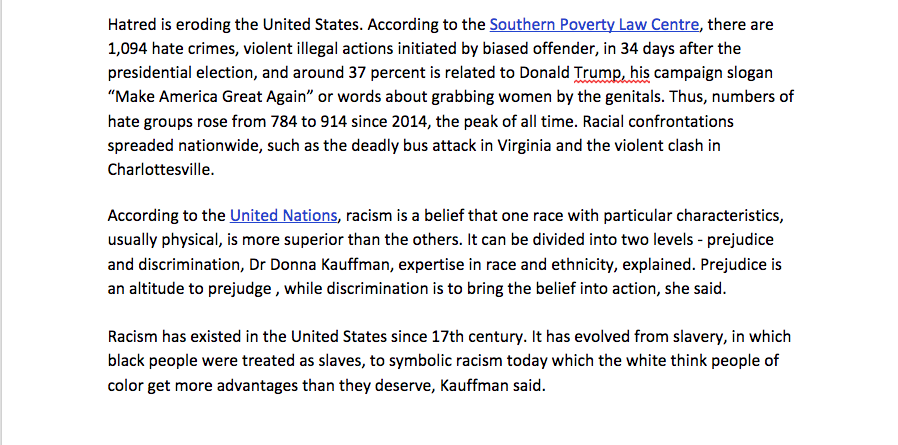 Hatred is eroding the United States. According to the Southern Poverty Law Centre, there are
1,094 hate crimes, violent illegal actions initiated by biased offender, in 34 days after the
presidential election, and around 37 percent is related to Donald Trump, his campaign slogan
“Make America Great Again” or words about grabbing women by the genitals. Thus, numbers of
hate groups rose from 784 to 914 since 2014, the peak of all time. Racial confrontations
spreaded nationwide, such as the deadly bus attack in Virginia and the violent clash in
Charlottesville.
According to the United Nations, racism is a belief that one race with particular characteristics,
usually physical, is more superior than the others. It can be divided into two levels - prejudice
and discrimination, Dr Donna Kauffman, expertise in race and ethnicity, explained. Prejudice is
an altitude to prejudge , while discrimination is to bring the belief into action, she said.
Racism has existed in the United States since 17th century. It has evolved from slavery, in which
black people were treated as slaves, to symbolic racism today which the white think people of
color get more advantages than they deserve, Kauffman said.